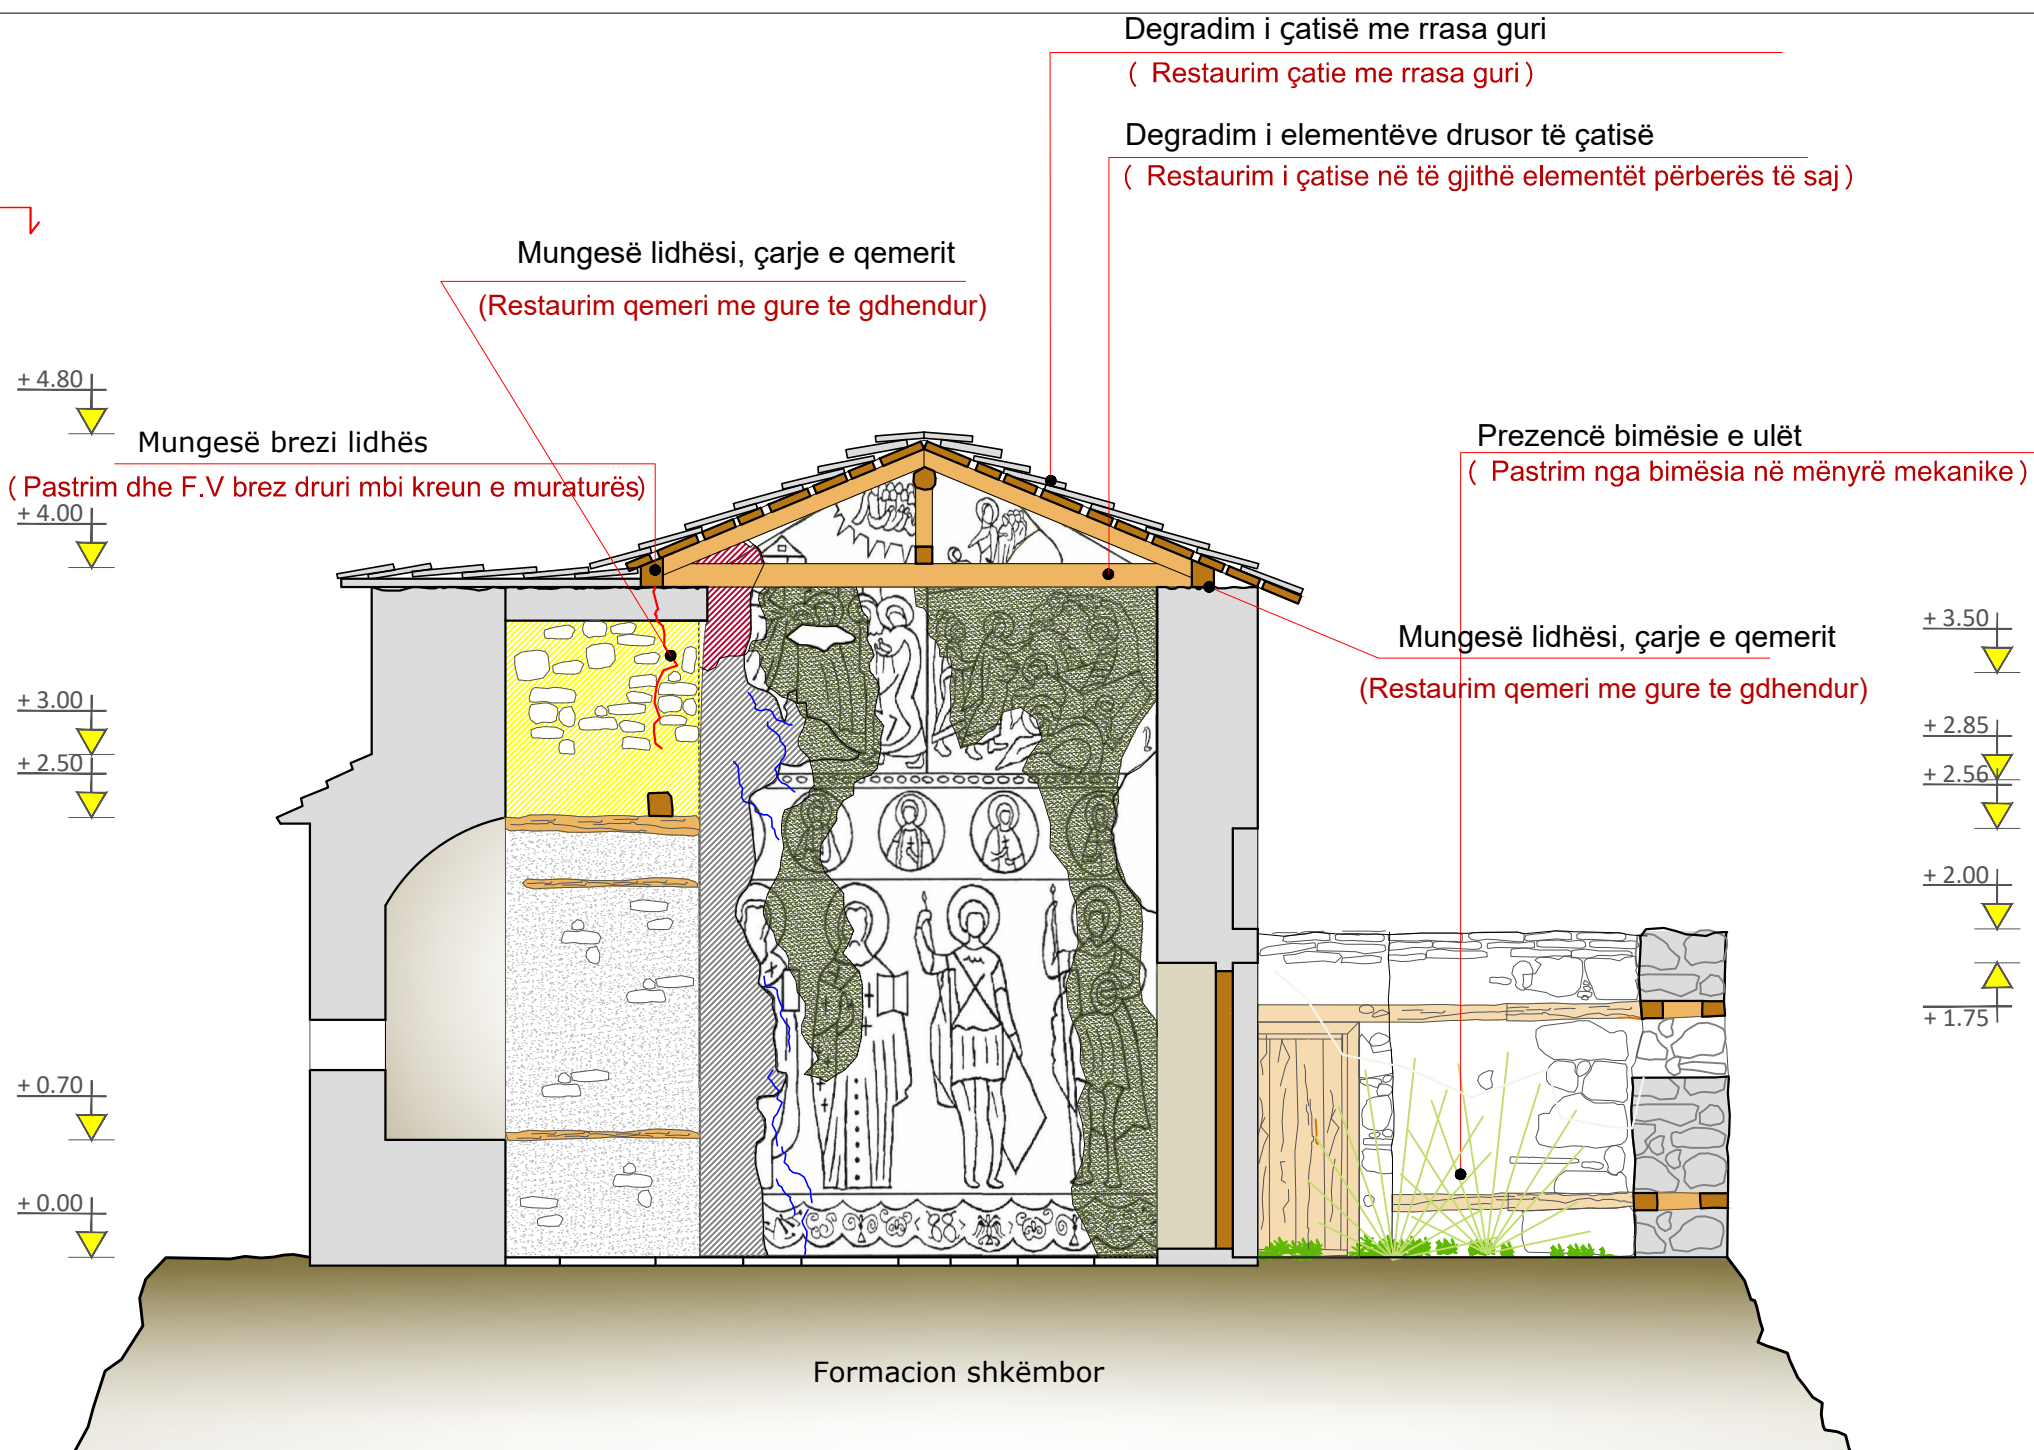 Degradim i çatisë me rrasa guri
( Restaurim çatie me rrasa guri )
Degradim i elementëve drusor të çatisë
( Restaurim i çatise në të gjithë elementët përberës të saj )
Mungesë lidhësi, çarje e qemerit
(Restaurim qemeri me gure te gdhendur)
+ 4.80
Mungesë brezi lidhës
(Pastrim dhe F.V brez druri mbi kreun e muraturës)
+ 4.00
Prezencë bimësie e ulët
( Pastrim nga bimësia në mënyrë mekanike )
+ 3.50
Mungesë lidhësi, çarje e qemerit
(Restaurim qemeri me gure te gdhendur)
+ 3.00
+ 2.85
+ 2.50
+ 2.56
+ 2.00
+ 1.75
+ 0.70
+ 0.00
Formacion shkëmbor